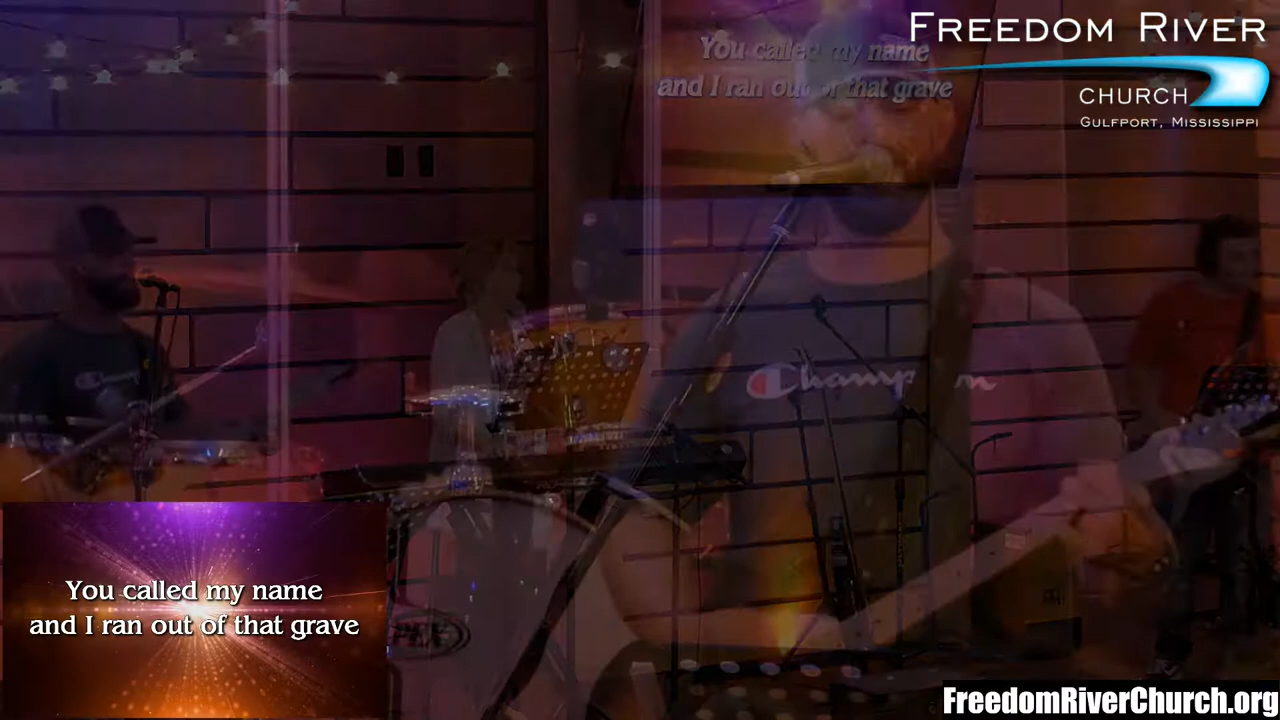 FREEDOM RIVER
CHURCH
GULFPORT, MISSISSIPPI
You called my name
and I ran out of that grave
Champion
You called my name
and I ran out of that grave
FreedomRiverChurch.org